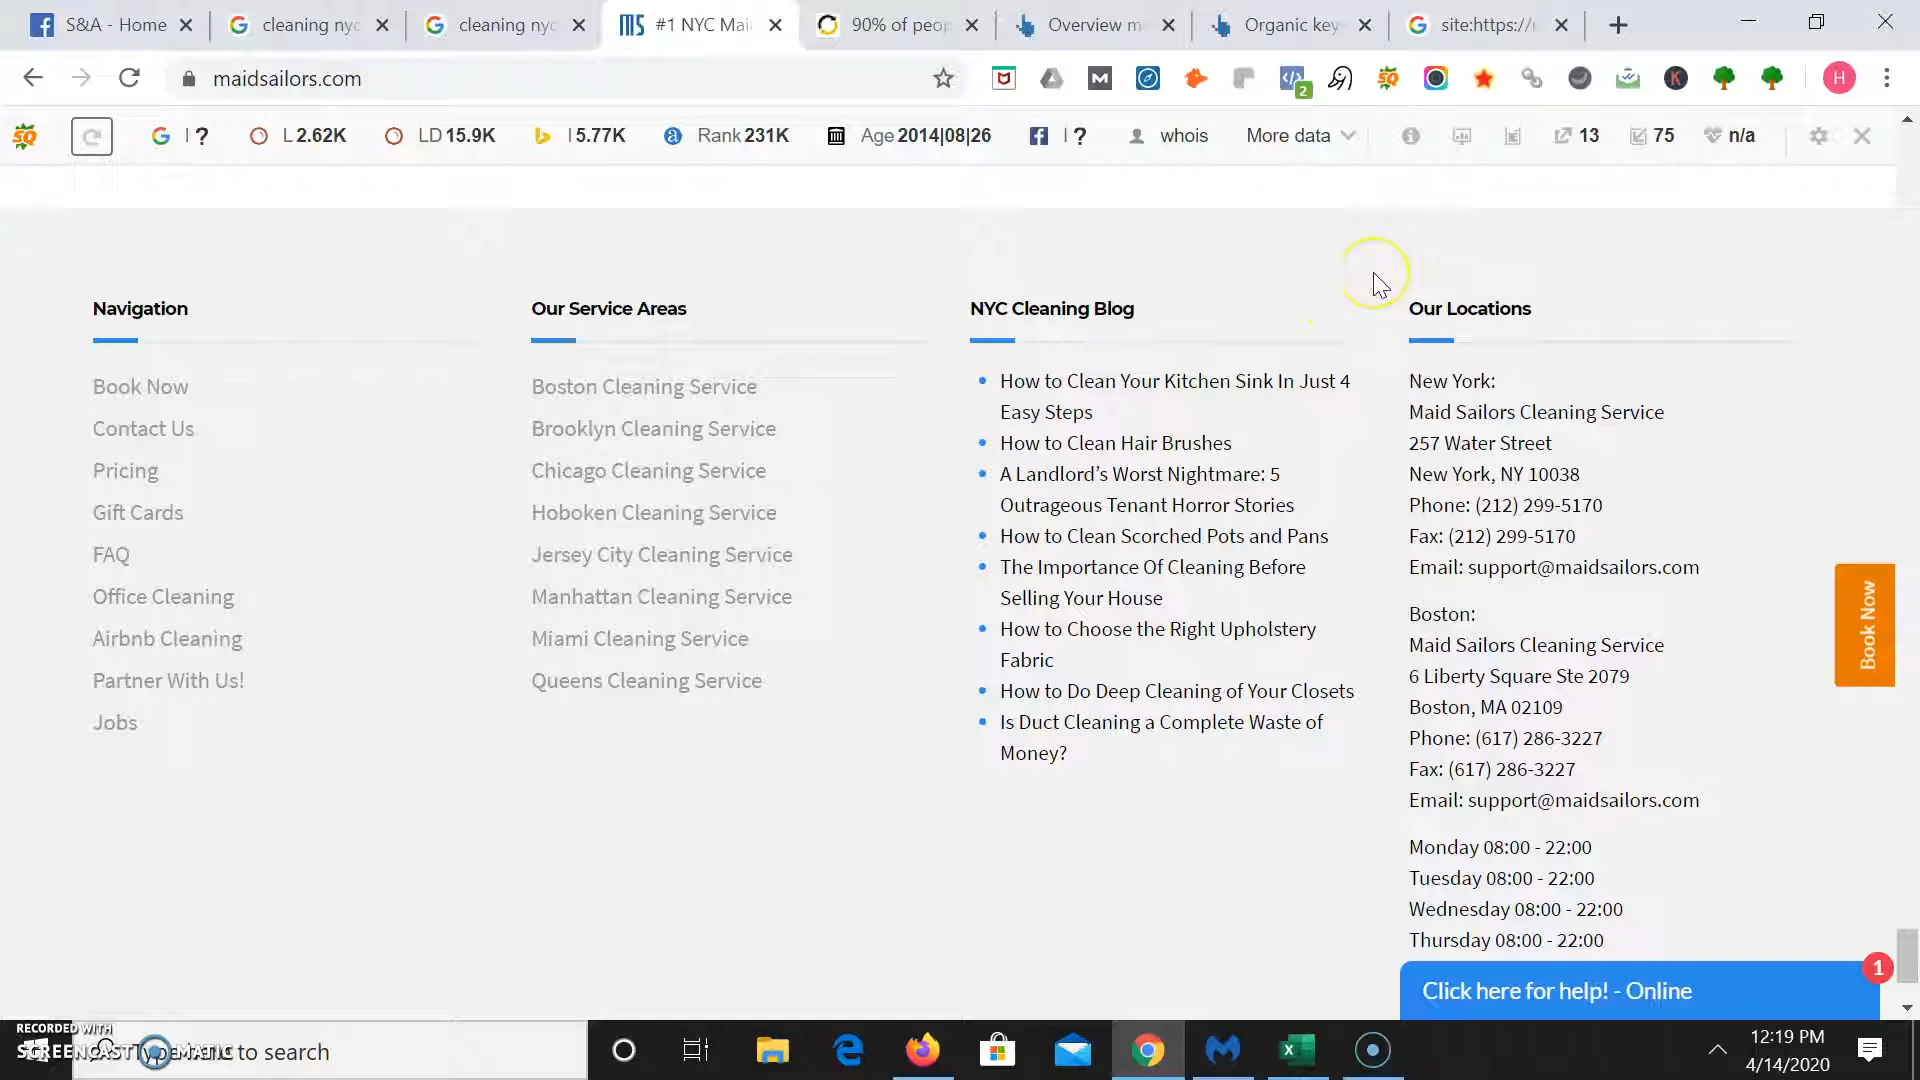 S&A - Home
cleaning nyc
cleaning nyc
#1 NYC Mai
90% of peop
Overview m
Organic key
site:https://
maidsailors.com
2
H
I ?
L 2.62K
LD 15.9K
I 5.77K
Rank 231K
Age 2014|08|26
I ?
whois
More data
13
75
n/a
Navigation
Book Now
Contact Us
Pricing
Gift Cards
FAQ
Office Cleaning
Airbnb Cleaning
Partner With Us!
Jobs
Our Service Areas
Boston Cleaning Service
Brooklyn Cleaning Service
Chicago Cleaning Service
Hoboken Cleaning Service
Jersey City Cleaning Service
Manhattan Cleaning Service
Miami Cleaning Service
Queens Cleaning Service
NYC Cleaning Blog
How to Clean Your Kitchen Sink In Just 4
Easy Steps
How to Clean Hair Brushes
A Landlord’s Worst Nightmare: 5
Outrageous Tenant Horror Stories
How to Clean Scorched Pots and Pans
The Importance Of Cleaning Before
Selling Your House
How to Choose the Right Upholstery
Fabric
How to Do Deep Cleaning of Your Closets
Is Duct Cleaning a Complete Waste of
Money?
Our Locations
New York:
Maid Sailors Cleaning Service
257 Water Street
New York, NY 10038
Phone: (212) 299-5170
Fax: (212) 299-5170
Email: support@maidsailors.com
Boston:
Maid Sailors Cleaning Service
6 Liberty Square Ste 2079
Boston, MA 02109
Phone: (617) 286-3227
Fax: (617) 286-3227
Email: support@maidsailors.com
Monday 08:00 - 22:00
Tuesday 08:00 - 22:00
Wednesday 08:00 - 22:00
Thursday 08:00 - 22:00
Book Now
1
Click here for help! - Online
RECORDED WITH
SCREENCAST MATIC
Type here to search
12:19 PM
4/14/2020